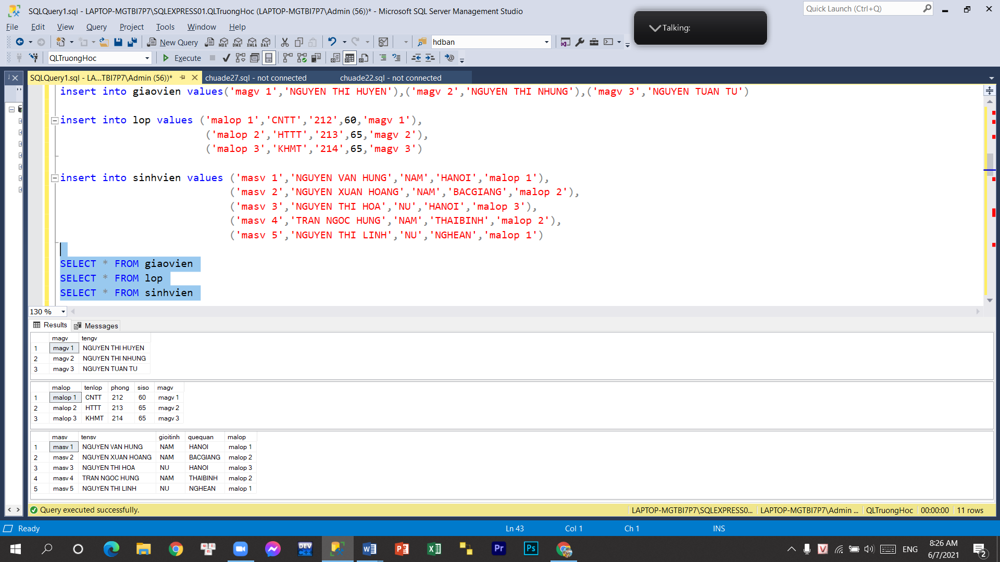 SQLQuery1.sql - LAPTOP-MGTBI7P7\SQLEXPRESS01.QLTruongHoc (LAPTOP-MGTBI7P7\Admin (56))* - Microsoft SQL Server Management Studio
Quick Launch (Ctrl+Q)
Talking:
File Edit View Query Project Tools Window Help
New Query
MDX DMX XMLA DAX
hdban
QLTruongHoc
Execute
SQLQuery1.sql - LA...TBI7P7\Admin (56))*
chuade27.sql - not connected
chuade22.sql - not connected
insert into giaovien values('magv 1','NGUYEN THI HUYEN'),('magv 2','NGUYEN THI NHUNG'),('magv 3','NGUYEN TUAN TU')
insert into lop values ('malop 1','CNTT','212',60,'magv 1'),
('malop 2','HTTT','213',65,'magv 2'),
('malop 3','KHMT','214',65,'magv 3')
insert into sinhvien values ('masv 1','NGUYEN VAN HUNG','NAM','HANOI','malop 1'),
('masv 2','NGUYEN XUAN HOANG','NAM','BACGIANG','malop 2'),
('masv 3','NGUYEN THI HOA','NU','HANOI','malop 3'),
('masv 4','TRAN NGOC HUNG','NAM','THAIBINH','malop 2'),
('masv 5','NGUYEN THI LINH','NU','NGHEAN','malop 1')
SELECT * FROM giaovien
SELECT * FROM lop
SELECT * FROM sinhvien
130 %
Results Messages
magv tengv
1 magv 1 NGUYEN THI HUYEN
2 magv 2 NGUYEN THI NHUNG
3 magv 3 NGUYEN TUAN TU
malop tenlop phong siso magv
1 malop 1 CNTT 212 60 magv 1
2 malop 2 HTTT 213 65 magv 2
3 malop 3 KHMT 214 65 magv 3
masv tensv gioitinh quequan malop
1 masv 1 NGUYEN VAN HUNG NAM HANOI malop 1
2 masv 2 NGUYEN XUAN HOANG NAM BACGIANG malop 2
3 masv 3 NGUYEN THI HOA NU HANOI malop 3
4 masv 4 TRAN NGOC HUNG NAM THAIBINH malop 2
5 masv 5 NGUYEN THI LINH NU NGHEAN malop 1
Query executed successfully.
LAPTOP-MGTBI7P7\SQLEXPRESS0... LAPTOP-MGTBI7P7\Admin ... QLTruongHoc 00:00:00 11 rows
Ready
Ln 43 Col 1 Ch 1 INS
DEV C++
Pr
Ps
ENG
8:26 AM
6/7/2021
2